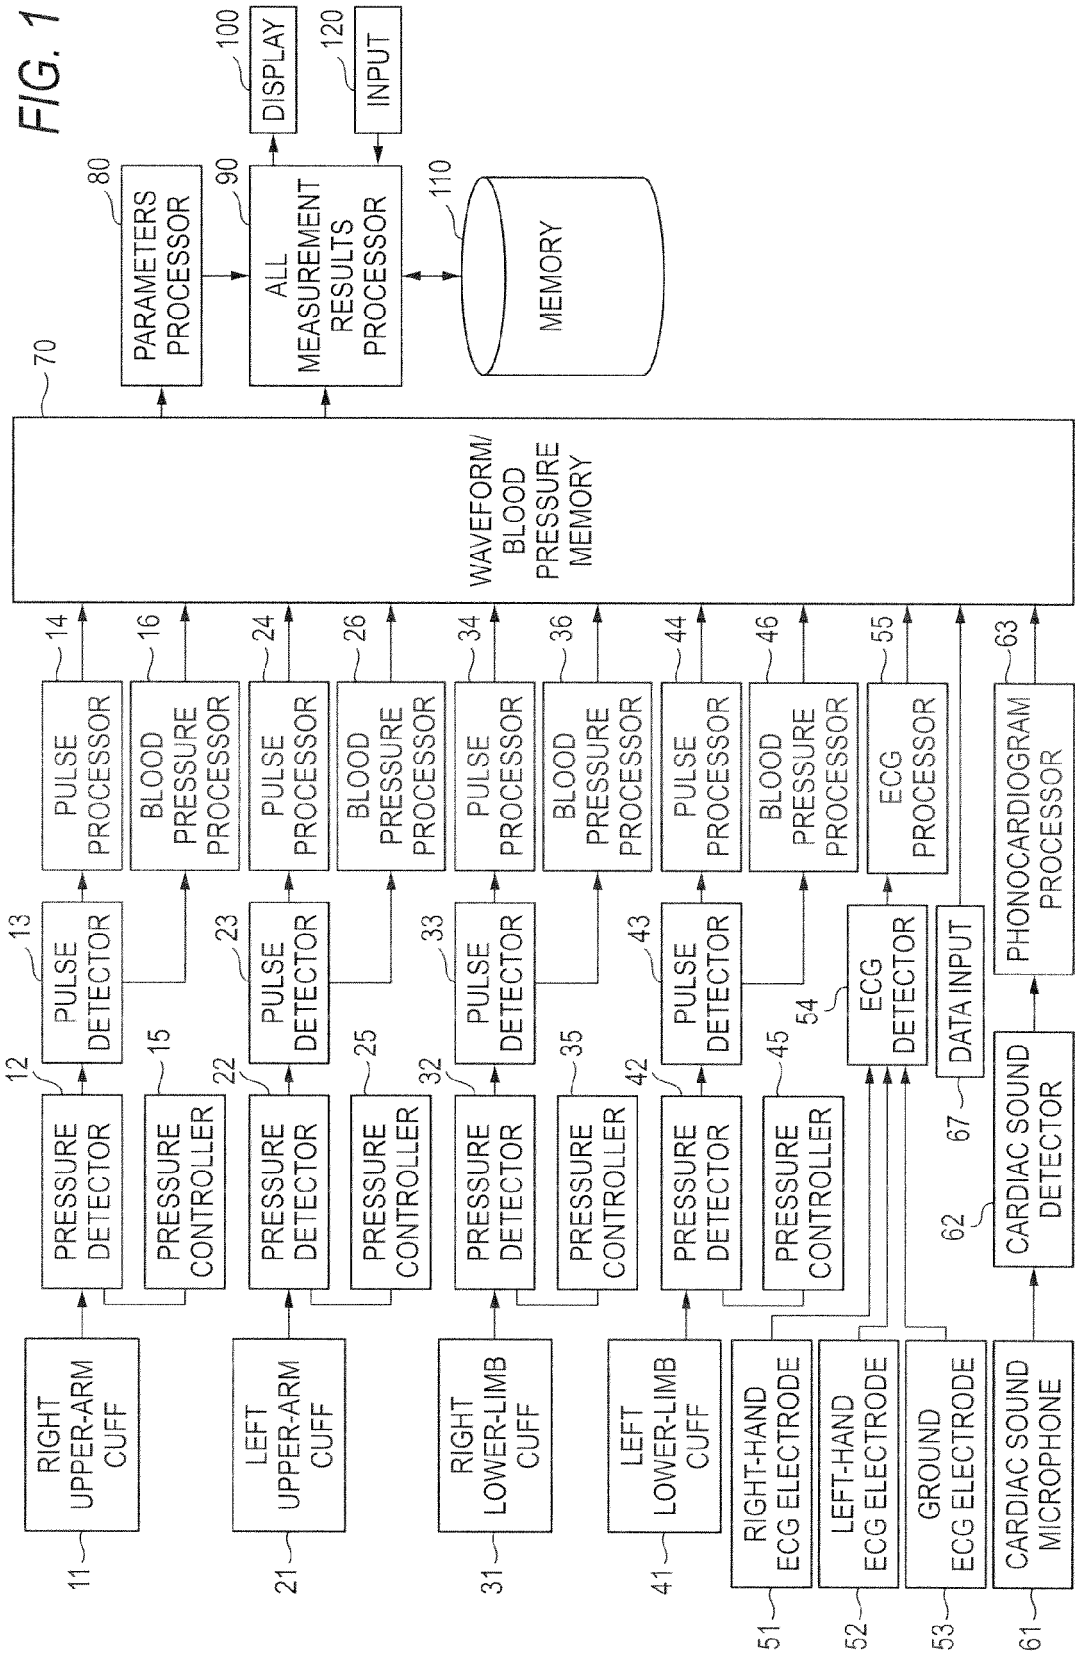 FIG. 1
11
RIGHT
UPPER-ARM
CUFF
12
PRESSURE
DETECTOR
13
PULSE
DETECTOR
14
PULSE
PROCESSOR
15
PRESSURE
CONTROLLER
16
BLOOD
PRESSURE
PROCESSOR
21
LEFT
UPPER-ARM
CUFF
22
PRESSURE
DETECTOR
23
PULSE
DETECTOR
24
PULSE
PROCESSOR
25
PRESSURE
CONTROLLER
26
BLOOD
PRESSURE
PROCESSOR
31
RIGHT
LOWER-LIMB
CUFF
32
PRESSURE
DETECTOR
33
PULSE
DETECTOR
34
PULSE
PROCESSOR
35
PRESSURE
CONTROLLER
36
BLOOD
PRESSURE
PROCESSOR
41
LEFT
LOWER-LIMB
CUFF
42
PRESSURE
DETECTOR
43
PULSE
DETECTOR
44
PULSE
PROCESSOR
45
PRESSURE
CONTROLLER
46
BLOOD
PRESSURE
PROCESSOR
51
RIGHT-HAND
ECG ELECTRODE
52
LEFT-HAND
ECG ELECTRODE
53
GROUND
ECG ELECTRODE
54
ECG
DETECTOR
55
ECG
PROCESSOR
67
DATA INPUT
61
CARDIAC SOUND
MICROPHONE
62
CARDIAC SOUND
DETECTOR
63
PHONOCARDIOGRAM
PROCESSOR
70
WAVEFORM/
BLOOD
PRESSURE
MEMORY
80
PARAMETERS
PROCESSOR
90
ALL
MEASUREMENT
RESULTS
PROCESSOR
100
DISPLAY
120
INPUT
110
MEMORY